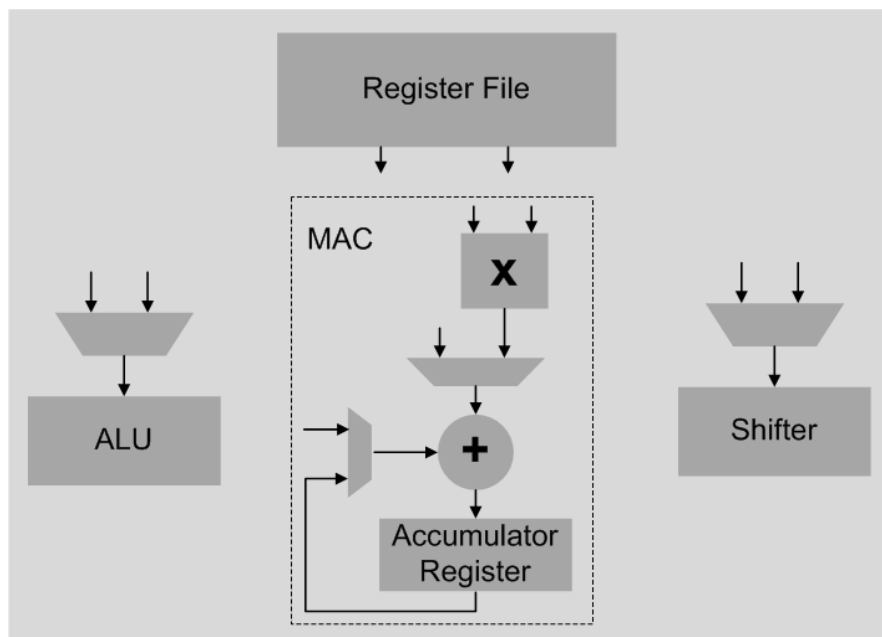 Register File
MAC
x
ALU
+
Shifter
Accumulator
Register